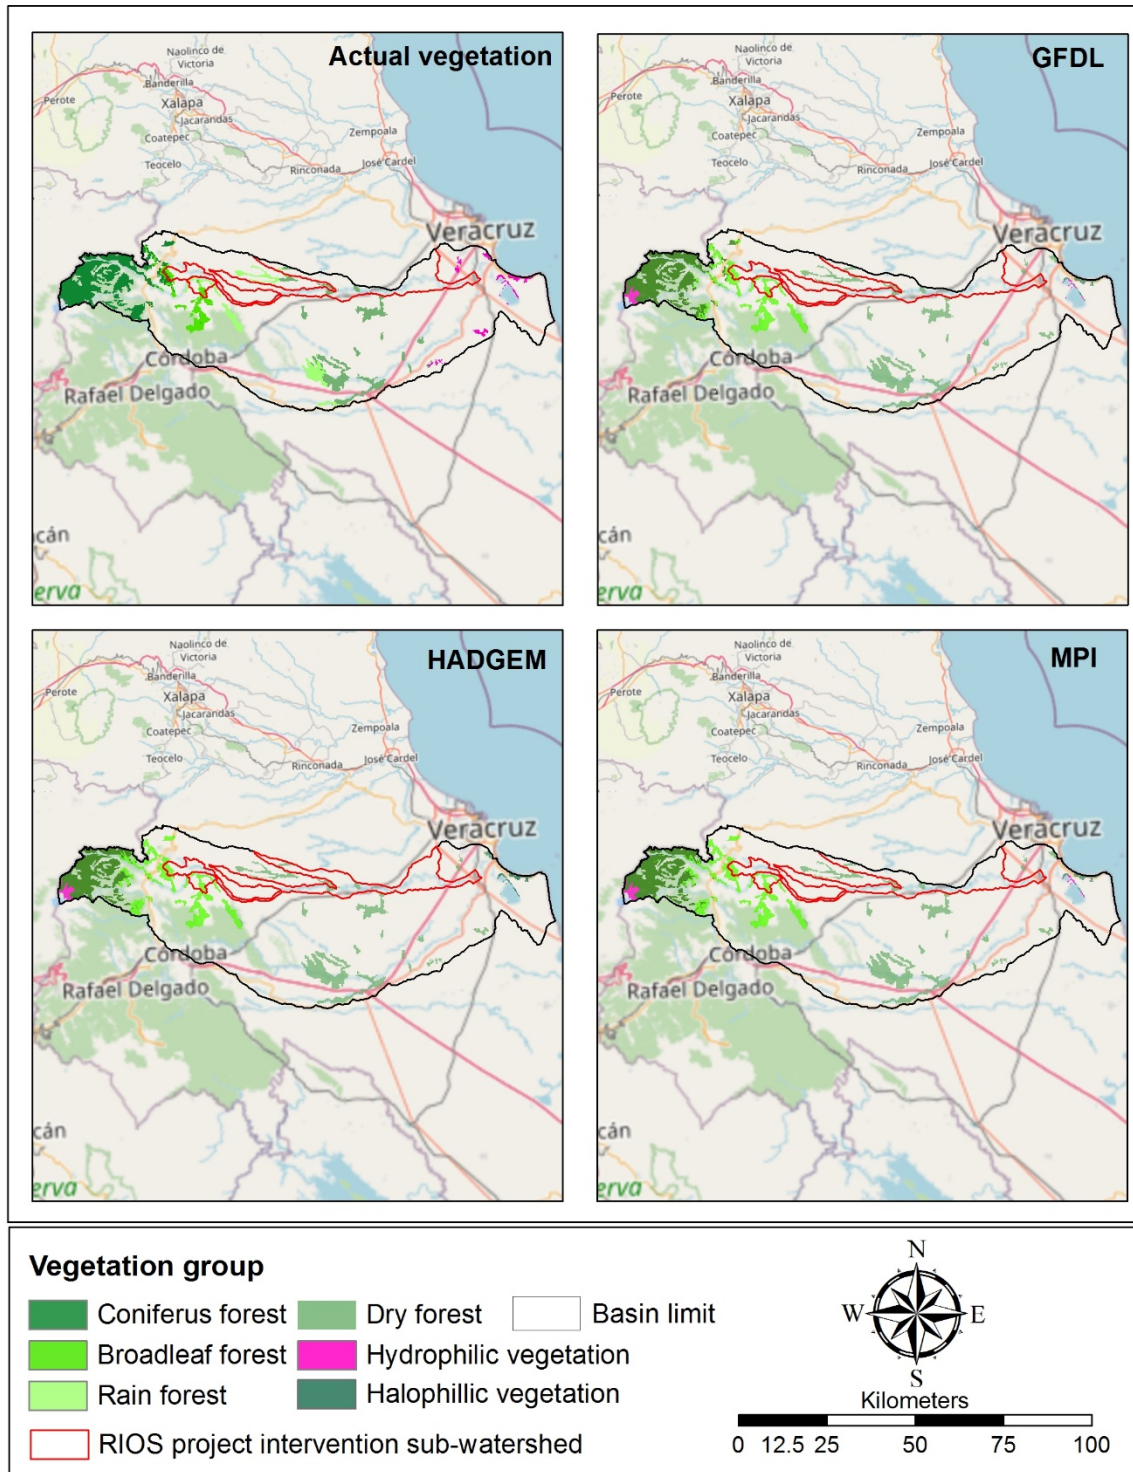 Actual vegetation
Naolinco de
Victoria
Banderilla
Perote
Xalapa
Jacarandas
Coatepec
Zempoala
Teocelo
José Cardel
Rinconada
Veracruz
Córdoba
Rafael Delgado
cán
erva
GFDL
Naolinco de
Victoria
Banderilla
Perote
Xalapa
Jacarandas
Coatepec
Zempoala
Teocelo
José Cardel
Rinconada
Veracruz
Córdoba
Rafael Delgado
cán
erva
HADGEM
Naolinco de
Victoria
Banderilla
Perote
Xalapa
Jacarandas
Coatepec
Zempoala
Teocelo
José Cardel
Rinconada
Veracruz
Córdoba
Rafael Delgado
cán
erva
MPI
Naolinco de
Victoria
Banderilla
Perote
Xalapa
Jacarandas
Coatepec
Zempoala
Teocelo
José Cardel
Rinconada
Veracruz
Córdoba
Rafael Delgado
cán
erva
Vegetation group
Coniferus forest
Dry forest
Basin limit
Broadleaf forest
Hydrophilic vegetation
Rain forest
Halophillic vegetation
RIOS project intervention sub-watershed
N
W E
S
Kilometers
0 12.5 25 50 75 100